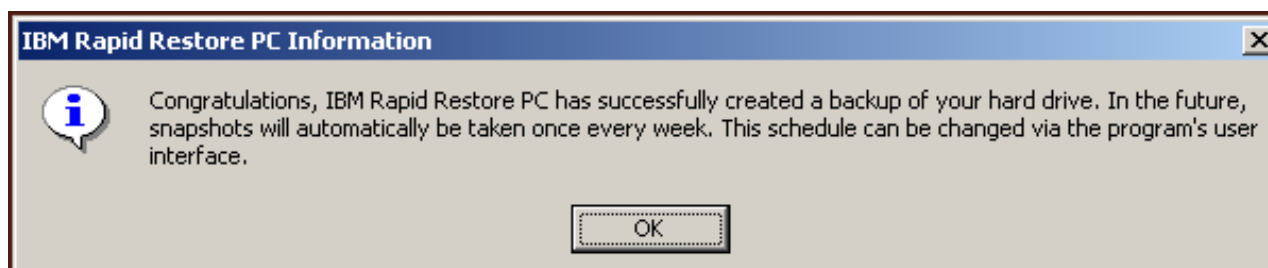 IBM Rapid Restore PC Information
Congratulations, IBM Rapid Restore PC has successfully created a backup of your hard drive. In the future,
snapshots will automatically be taken once every week. This schedule can be changed via the program's user
interface.
OK